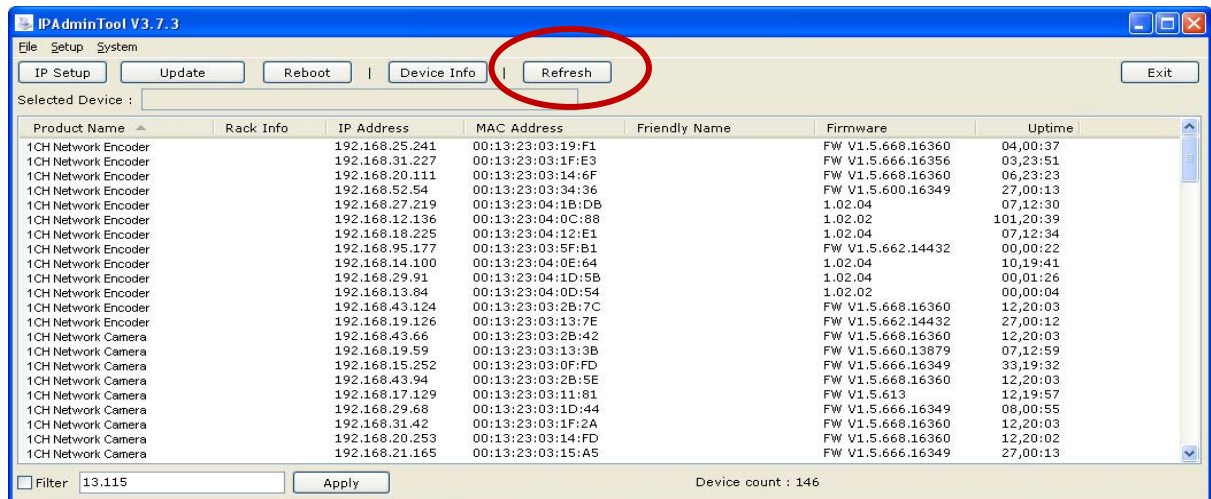 IPAdminTool V3.7.3
File Setup System
IP Setup Update Reboot | Device Info | Refresh Exit
Selected Device :
Product Name Rack Info IP Address MAC Address Friendly Name Firmware Uptime
1CH Network Encoder 192.168.25.241 00:13:23:03:19:F1 FW V1.5.668.16360 04,00:37
1CH Network Encoder 192.168.31.227 00:13:23:03:1F:E3 FW V1.5.666.16356 03,23:51
1CH Network Encoder 192.168.20.111 00:13:23:03:14:6F FW V1.5.668.16360 06,23:23
1CH Network Encoder 192.168.52.54 00:13:23:03:34:36 FW V1.5.600.16349 27,00:13
1CH Network Encoder 192.168.27.219 00:13:23:04:1B:DB 1.02.04 07,12:30
1CH Network Encoder 192.168.12.136 00:13:23:04:0C:88 1.02.02 101,20:39
1CH Network Encoder 192.168.18.225 00:13:23:04:12:E1 1.02.04 07,12:34
1CH Network Encoder 192.168.95.177 00:13:23:03:5F:B1 FW V1.5.662.14432 00,00:22
1CH Network Encoder 192.168.14.100 00:13:23:04:0E:64 1.02.04 10,19:41
1CH Network Encoder 192.168.29.91 00:13:23:04:1D:5B 1.02.04 00,01:26
1CH Network Encoder 192.168.13.84 00:13:23:04:0D:54 1.02.02 00,00:04
1CH Network Encoder 192.168.43.124 00:13:23:03:2B:7C FW V1.5.668.16360 12,20:03
1CH Network Encoder 192.168.19.126 00:13:23:03:13:7E FW V1.5.662.14432 27,00:12
1CH Network Camera 192.168.43.66 00:13:23:03:2B:42 FW V1.5.668.16360 12,20:03
1CH Network Camera 192.168.19.59 00:13:23:03:13:3B FW V1.5.660.13879 07,12:59
1CH Network Camera 192.168.15.252 00:13:23:03:0F:FD FW V1.5.666.16349 33,19:32
1CH Network Camera 192.168.43.94 00:13:23:03:2B:5E FW V1.5.668.16360 12,20:03
1CH Network Camera 192.168.17.129 00:13:23:03:11:81 FW V1.5.613 12,19:57
1CH Network Camera 192.168.29.68 00:13:23:03:1D:44 FW V1.5.666.16349 08,00:55
1CH Network Camera 192.168.31.42 00:13:23:03:1F:2A FW V1.5.668.16360 12,20:03
1CH Network Camera 192.168.20.253 00:13:23:03:14:FD FW V1.5.668.16360 12,20:02
1CH Network Camera 192.168.21.165 00:13:23:03:15:A5 FW V1.5.666.16349 27,00:13
Filter 13.115 Apply Device count : 146